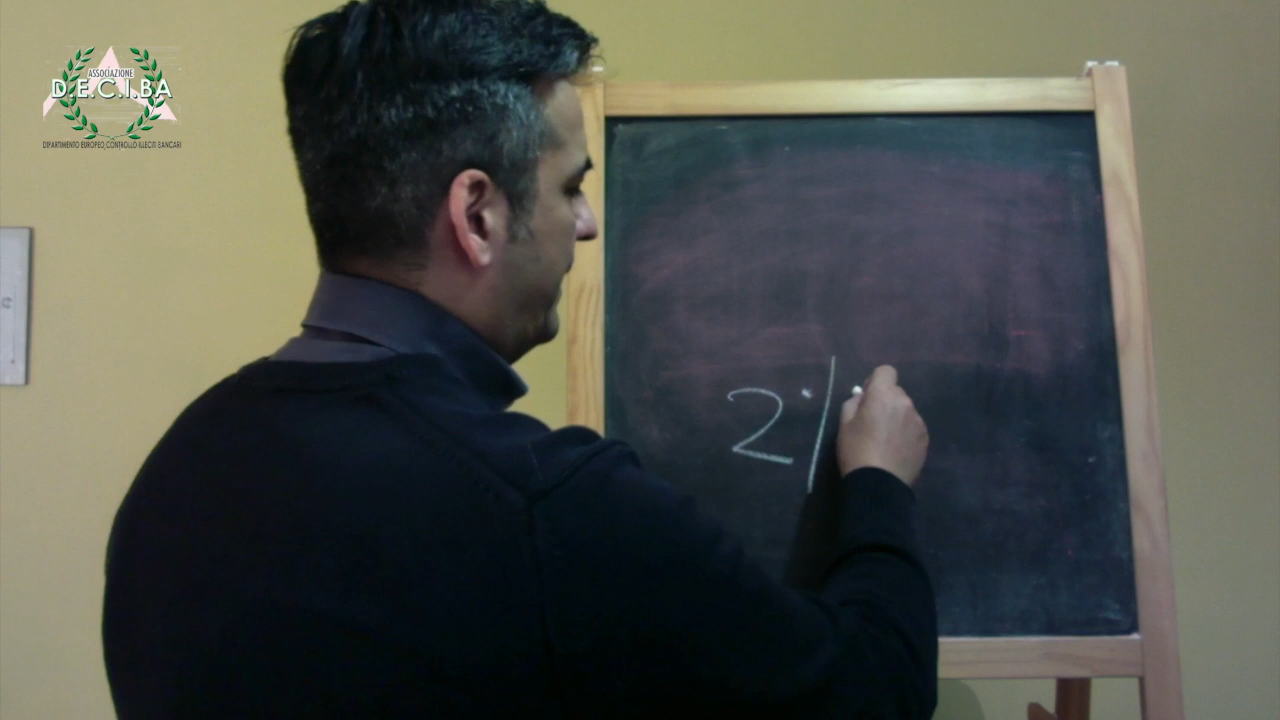 ASSOCIAZIONE
D.E.C.I.BA
DIPARTIMENTO EUROPEO CONTROLLO ILLECITI BANCARI
2%